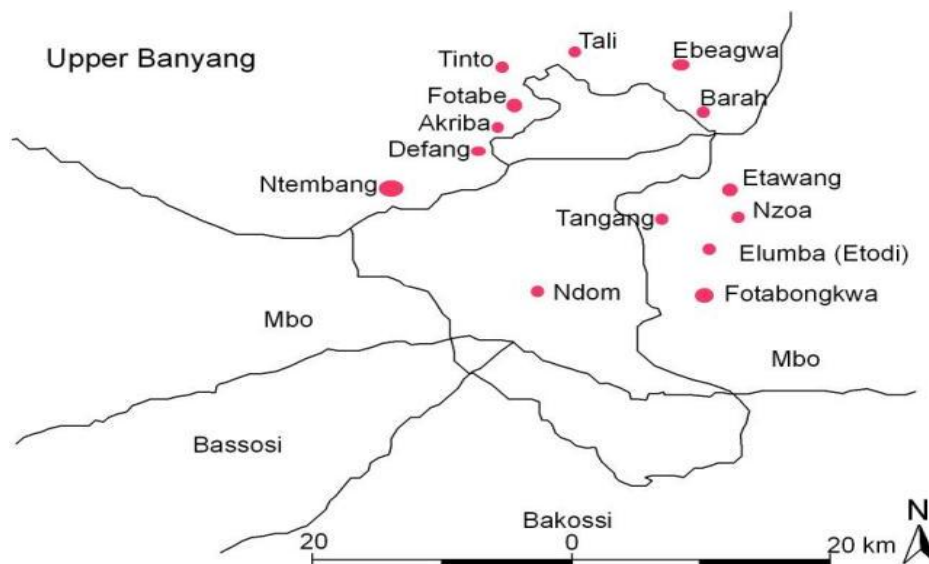 Upper Banyang
Tali
Tinto
Ebeagwa
Fotabe
Barah
Akriba
Defang
Ntembang
Etawang
Tangang
Nzoa
Elumba (Etodi)
Ndom
Fotabongkwa
Mbo
Mbo
Bassosi
Bakossi
N
20 0 20 km